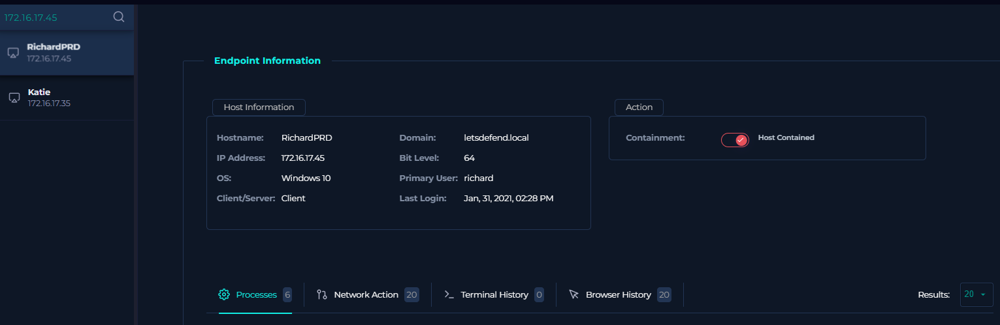 172.16.17.45
RichardPRD
172.16.17.45
Katie
172.16.17.35
Endpoint Information
Host Information
Hostname: RichardPRD Domain: letsdefend.local
IP Address: 172.16.17.45 Bit Level: 64
OS: Windows 10 Primary User: richard
Client/Server: Client Last Login: Jan, 31, 2021, 02:28 PM
Action
Containment: Host Contained
Processes 6 Network Action 20 Terminal History 0 Browser History 20 Results: 20